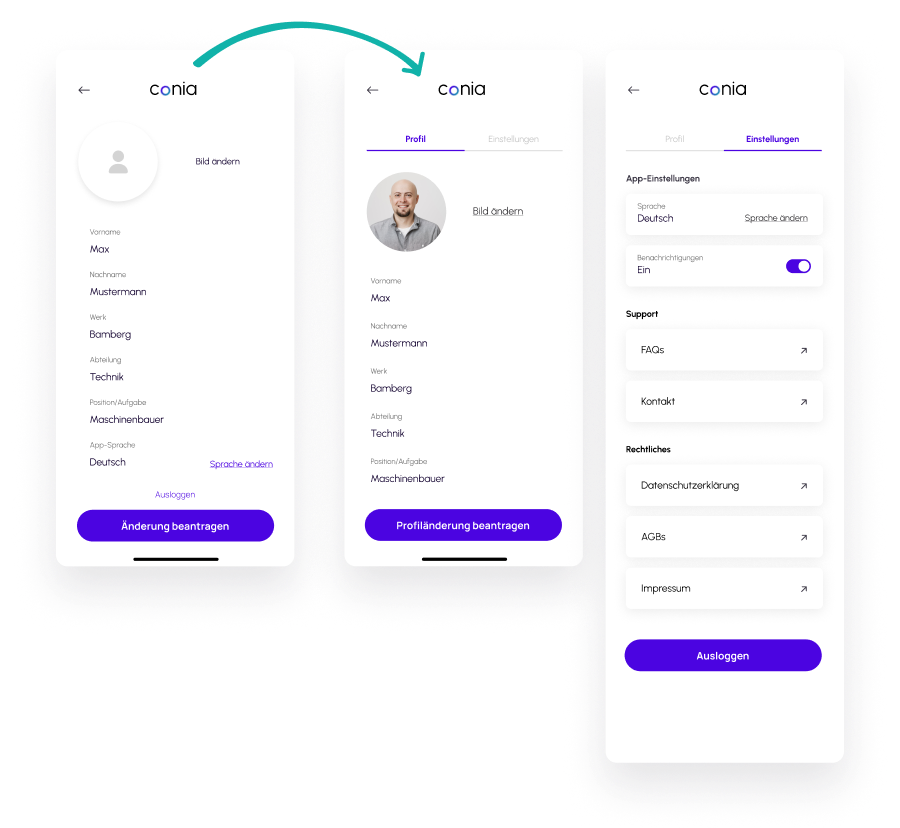 conia
Bild ändern
Vorname
Max
Nachname
Mustermann
Werk
Bamberg
Abteilung
Technik
Position/Aufgabe
Maschinenbauer
App-Sprache
Deutsch
Sprache ändern
Ausloggen
Änderung beantragen
conia
Profil
Einstellungen
Bild ändern
Vorname
Max
Nachname
Mustermann
Werk
Bamberg
Abteilung
Technik
Position/Aufgabe
Maschinenbauer
Profiländerung beantragen
conia
Profil
Einstellungen
App-Einstellungen
Sprache
Deutsch
Sprache ändern
Benachrichtigungen
Ein
Support
FAQs
Kontakt
Rechtliches
Datenschutzerklärung
AGBs
Impressum
Ausloggen